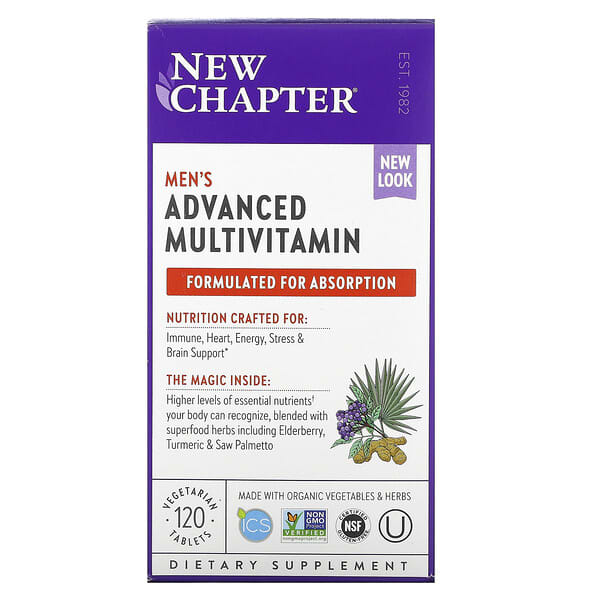 NEW
CHAPTER®
EST. 1982
NEW
LOOK
MEN'S
ADVANCED
MULTIVITAMIN
FORMULATED FOR ABSORPTION
NUTRITION CRAFTED FOR:
Immune, Heart, Energy, Stress &
Brain Support*
THE MAGIC INSIDE:
Higher levels of essential nutrients†
your body can recognize, blended with
superfood herbs including Elderberry,
Turmeric & Saw Palmetto
VEGETARIAN
120
TABLETS
MADE WITH ORGANIC VEGETABLES & HERBS
ICS
NON
GMO
Project
VERIFIED
nongmoproject.org
CERTIFIED
NSF
GLUTEN-FREE
U
DIETARY SUPPLEMENT